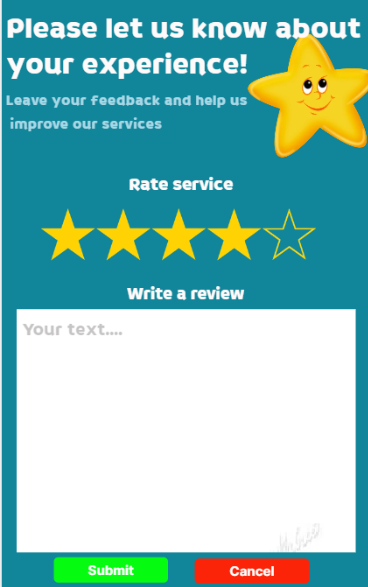 Please let us know about
your experience!
Leave your feedback and help us
improve our services
Rate service
Write a review
Your text....
Submit
Cancel